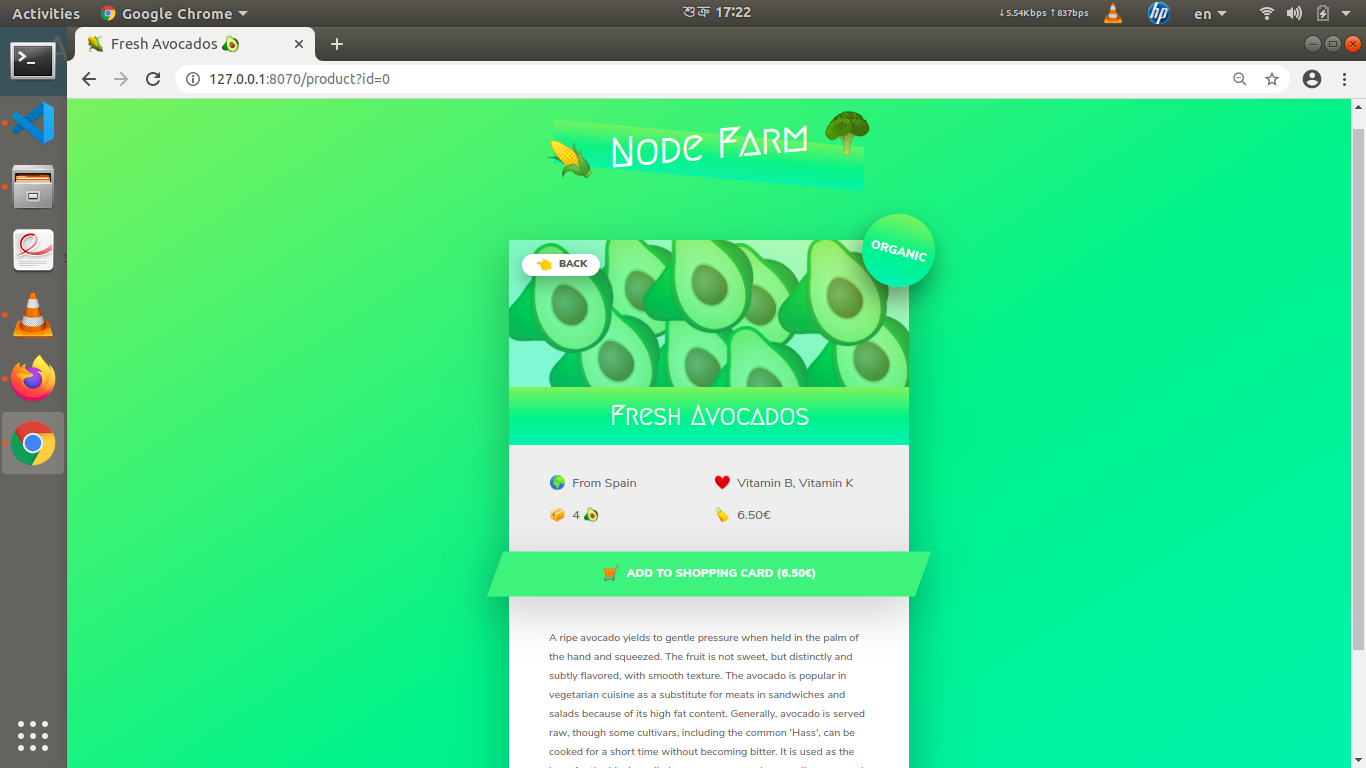 Activities Google Chrome শুক্র 17:22 ↓5.54Kbps ↑837bps en
Fresh Avocados 🥑
127.0.0.1:8070/product?id=0
Node Farm
ORGANIC
👈 BACK
Fresh Avocados
🌍 From Spain ❤️ Vitamin B, Vitamin K
📦 4 🥑 🏷 6.50€
🛒 ADD TO SHOPPING CARD (6.50€)
A ripe avocado yields to gentle pressure when held in the palm of
the hand and squeezed. The fruit is not sweet, but distinctly and
subtly flavored, with smooth texture. The avocado is popular in
vegetarian cuisine as a substitute for meats in sandwiches and
salads because of its high fat content. Generally, avocado is served
raw, though some cultivars, including the common 'Hass', can be
cooked for a short time without becoming bitter. It is used as the